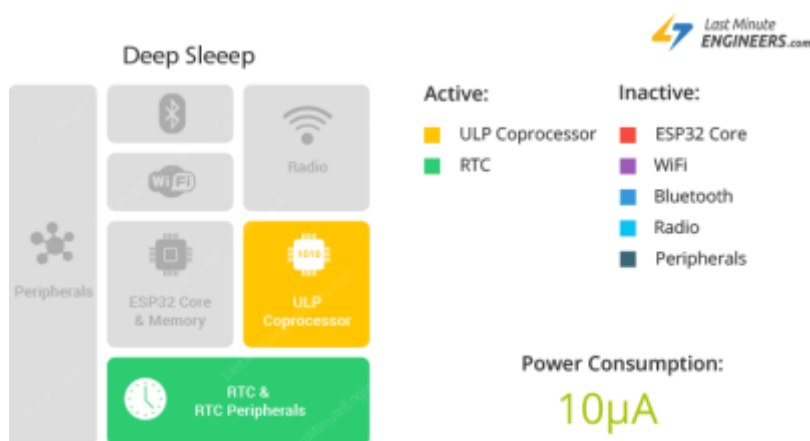 Last Minute
ENGINEERS.com
Deep Sleeep
Active:
Inactive:
ULP Coprocessor
RTC
ESP32 Core
WiFi
Bluetooth
Radio
Peripherals
Peripherals
WiFi
Radio
ESP32 Core
& Memory
1010
ULP
Coprocessor
RTC &
RTC Peripherals
Power Consumption:
10µA